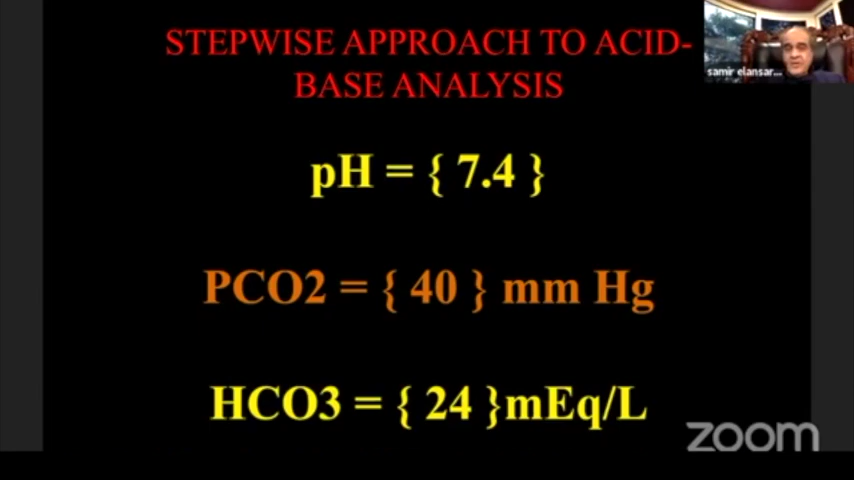 STEPWISE APPROACH TO ACID-
BASE ANALYSIS
samir elansar...
pH = { 7.4 }
PCO2 = { 40 } mm Hg
HCO3 = { 24 }mEq/L
zoom